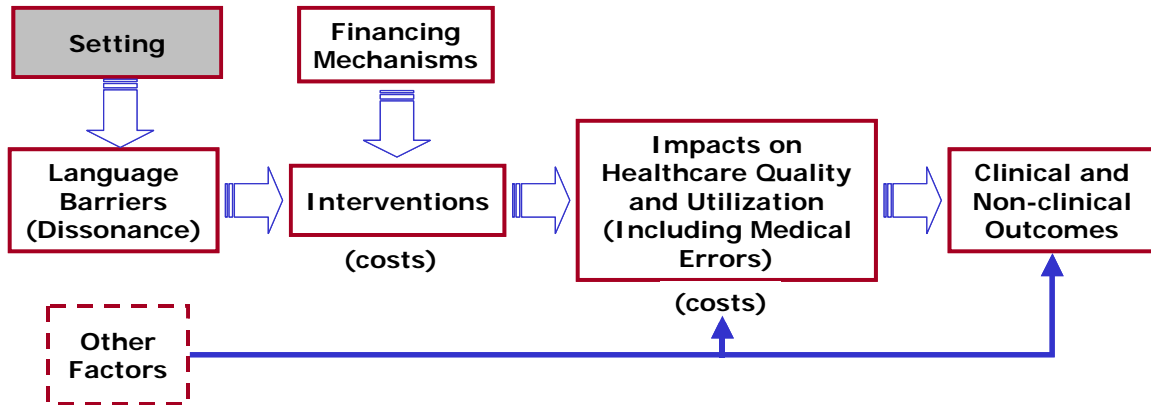 Setting
Financing
Mechanisms
Language
Barriers
(Dissonance)
Interventions
(costs)
Impacts on
Healthcare Quality
and Utilization
(Including Medical
Errors)
(costs)
Clinical and
Non-clinical
Outcomes
Other
Factors